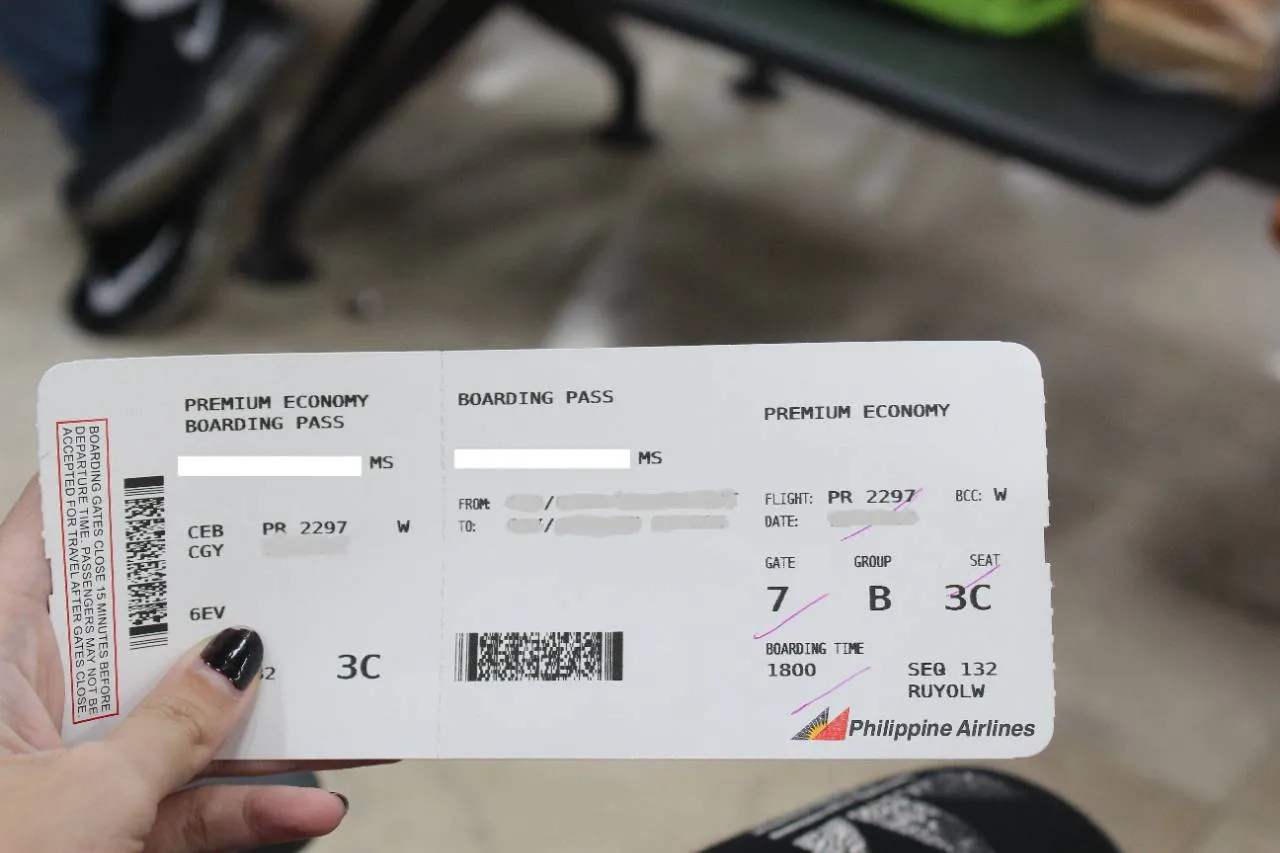 BOARDING GATES CLOSE 15 MINUTES BEFORE
DEPARTURE TIME. PASSENGERS MAY NOT BE
ACCEPTED FOR TRAVEL AFTER GATES CLOSE.
PREMIUM ECONOMY
BOARDING PASS
MS
CEB PR 2297 W
CGY
6EV
3C
BOARDING PASS
MS
FROM: /
TO: /
PREMIUM ECONOMY
FLIGHT: PR 2297 BCC: W
DATE:
GATE GROUP SEAT
7 B 3C
BOARDING TIME
1800 SEQ 132
RUYOLW
Philippine Airlines